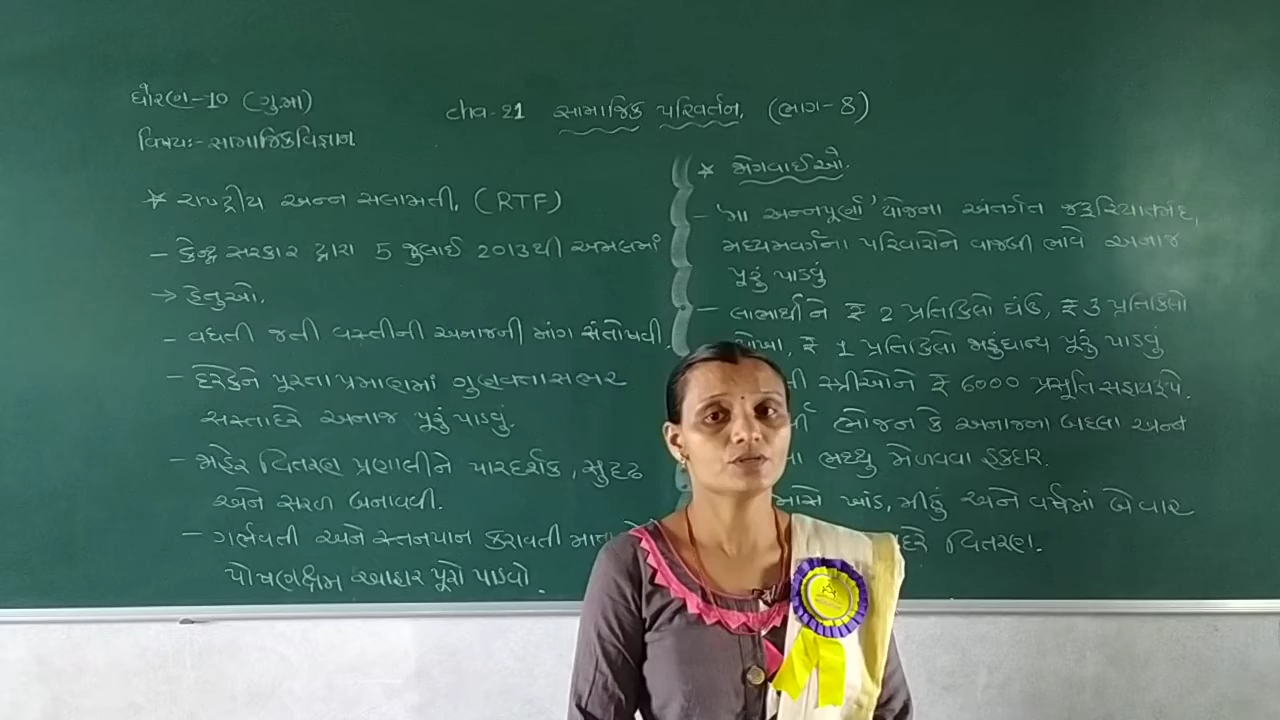 ધોરણ-10 (ગુ.મા)
વિષયઃ- સામાજિકવિજ્ઞાન
cha-21 સામાજિક પરિવર્તન. (ભાગ-8)
* રાષ્ટ્રીય અન્ન સલામતી. (RTF)
- કેન્દ્ર સરકાર દ્વારા 5 જુલાઈ 2013થી અમલમાં
→ હેતુઓ.
- વધતી જતી વસ્તીની અનાજની માંગ સંતોષવી.
- દરેકને પૂરતા પ્રમાણમાં ગુણવત્તાસભર
સસ્તાદરે અનાજ પૂરું પાડવું.
- જાહેર વિતરણ પ્રણાલીને પારદર્શક, સુદઢ
અને સરળ બનાવવી.
- ગર્ભવતી અને સ્તનપાન કરાવતી
પોષણક્ષમ આહાર પૂરો પાડવો.
* જોગવાઈઓ.
- 'મા અન્નપૂર્ણા' યોજના અંતર્ગત જરૂરિયાતમંદ,
મધ્યમવર્ગના પરિવારોને વાજબી ભાવે અનાજ
પૂરું પાડવું
- લાભાર્થીને ₹ 2 પ્રતિકિલો ઘંઉ, ₹ 3 પ્રતિકિલો
₹ 1 પ્રતિકિલો જાડુંધાન્ય પૂરું પાડવું
સ્ત્રીઓને ₹ 6000 પ્રસૂતિ સહાયરૂપે.
ભોજન કે અનાજના બદલા અન્ન
ભથ્થુ મેળવવા હકદાર.
માસે ખાંડ, મીઠું અને વર્ષમાં બેવાર
વિતરણ.